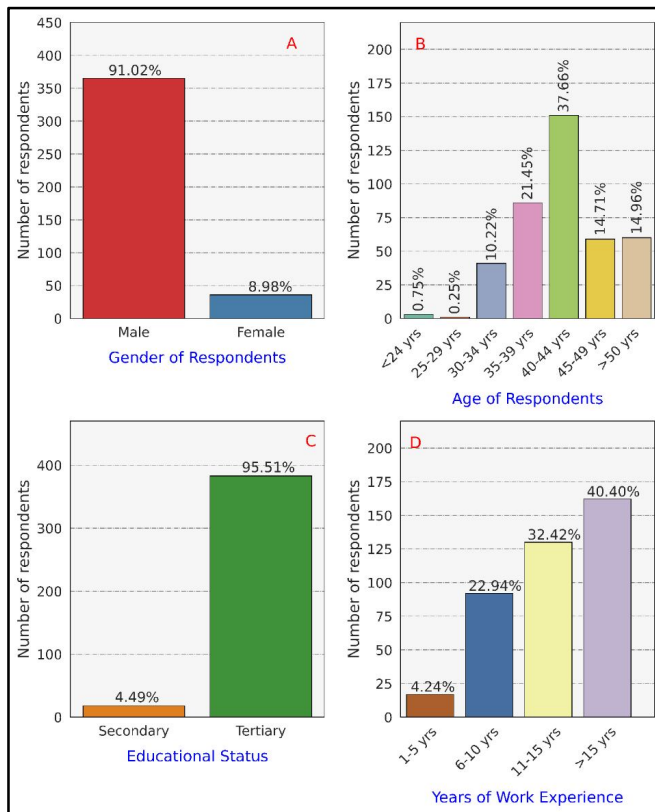 A
Number of respondents
450
400
350
300
250
200
150
100
50
0
91.02%
8.98%
Male Female
Gender of Respondents
B
Number of respondents
200
175
150
125
100
75
50
25
0
0.75%
0.25%
10.22%
21.45%
37.66%
14.71%
14.96%
<24 yrs
25-29 yrs
30-34 yrs
35-39 yrs
40-44 yrs
45-49 yrs
>50 yrs
Age of Respondents
C
Number of respondents
400
300
200
100
0
4.49%
95.51%
Secondary Tertiary
Educational Status
D
Number of respondents
200
175
150
125
100
75
50
25
0
4.24%
22.94%
32.42%
40.40%
1-5 yrs
6-10 yrs
11-15 yrs
>15 yrs
Years of Work Experience